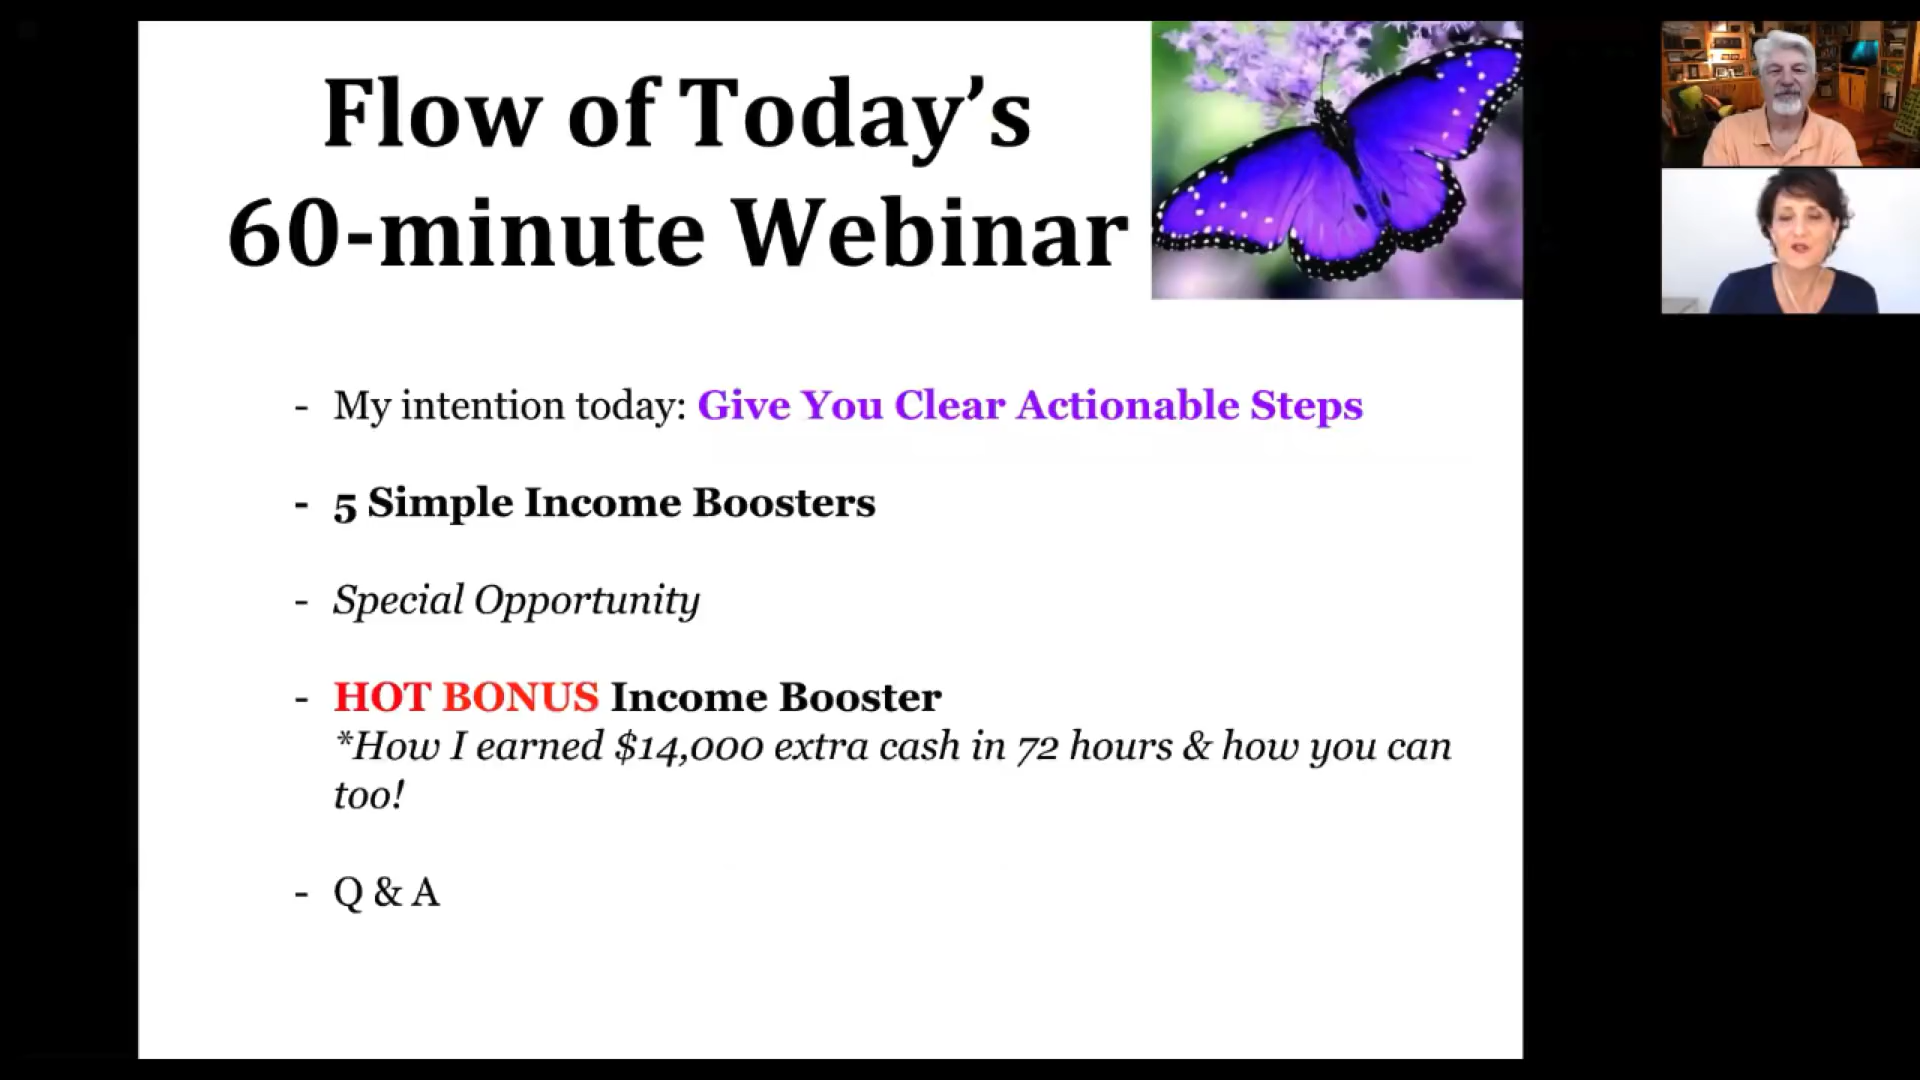 Flow of Today’s
60-minute Webinar
- My intention today: Give You Clear Actionable Steps
- 5 Simple Income Boosters
- Special Opportunity
- HOT BONUS Income Booster
*How I earned $14,000 extra cash in 72 hours & how you can
too!
- Q & A